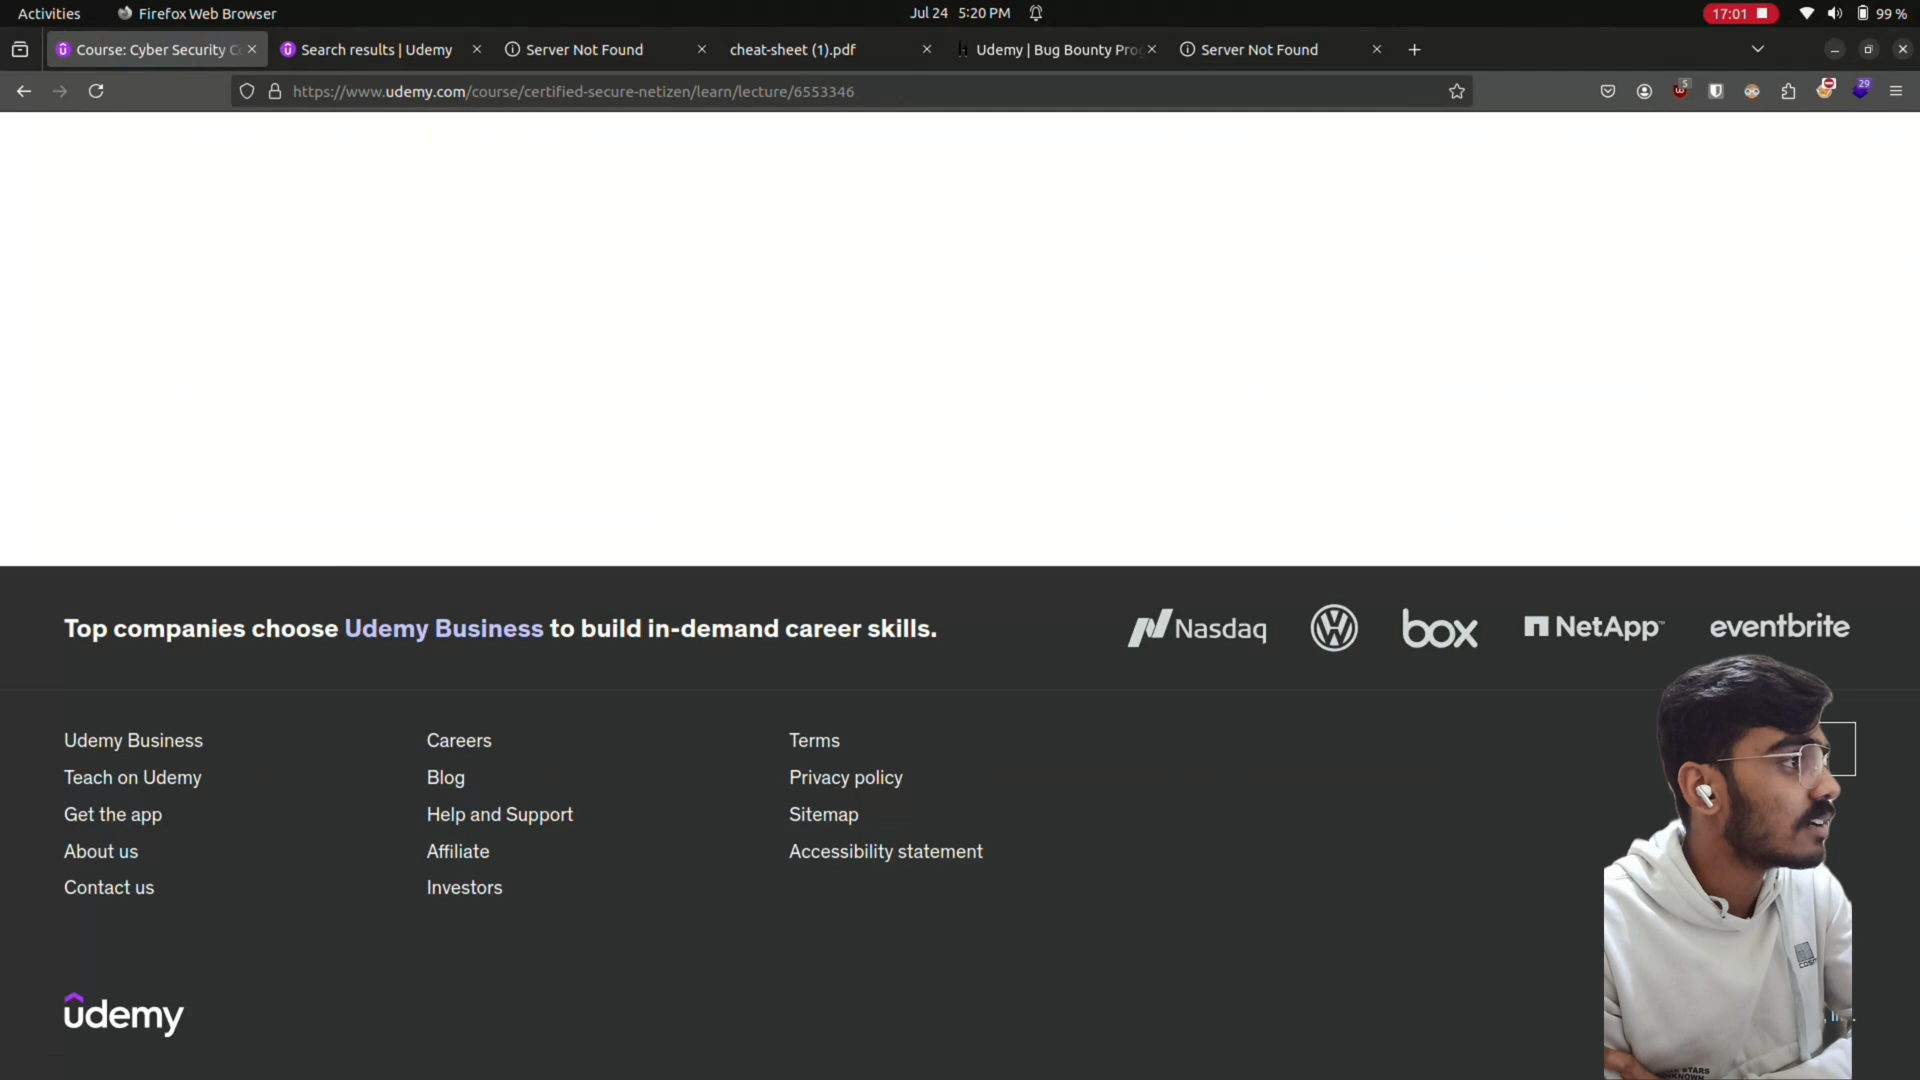 Activities
Firefox Web Browser
Jul 24 5:20 PM
17:01
99 %
Course: Cyber Security C
Search results | Udemy
Server Not Found
cheat-sheet (1).pdf
Udemy | Bug Bounty Pro
Server Not Found
https://www.udemy.com/course/certified-secure-netizen/learn/lecture/6553346
5
29
Top companies choose Udemy Business to build in-demand career skills.
Nasdaq
box
NetApp
eventbrite
Udemy Business
Careers
Terms
Teach on Udemy
Blog
Privacy policy
Get the app
Help and Support
Sitemap
About us
Affiliate
Accessibility statement
Contact us
Investors
udemy